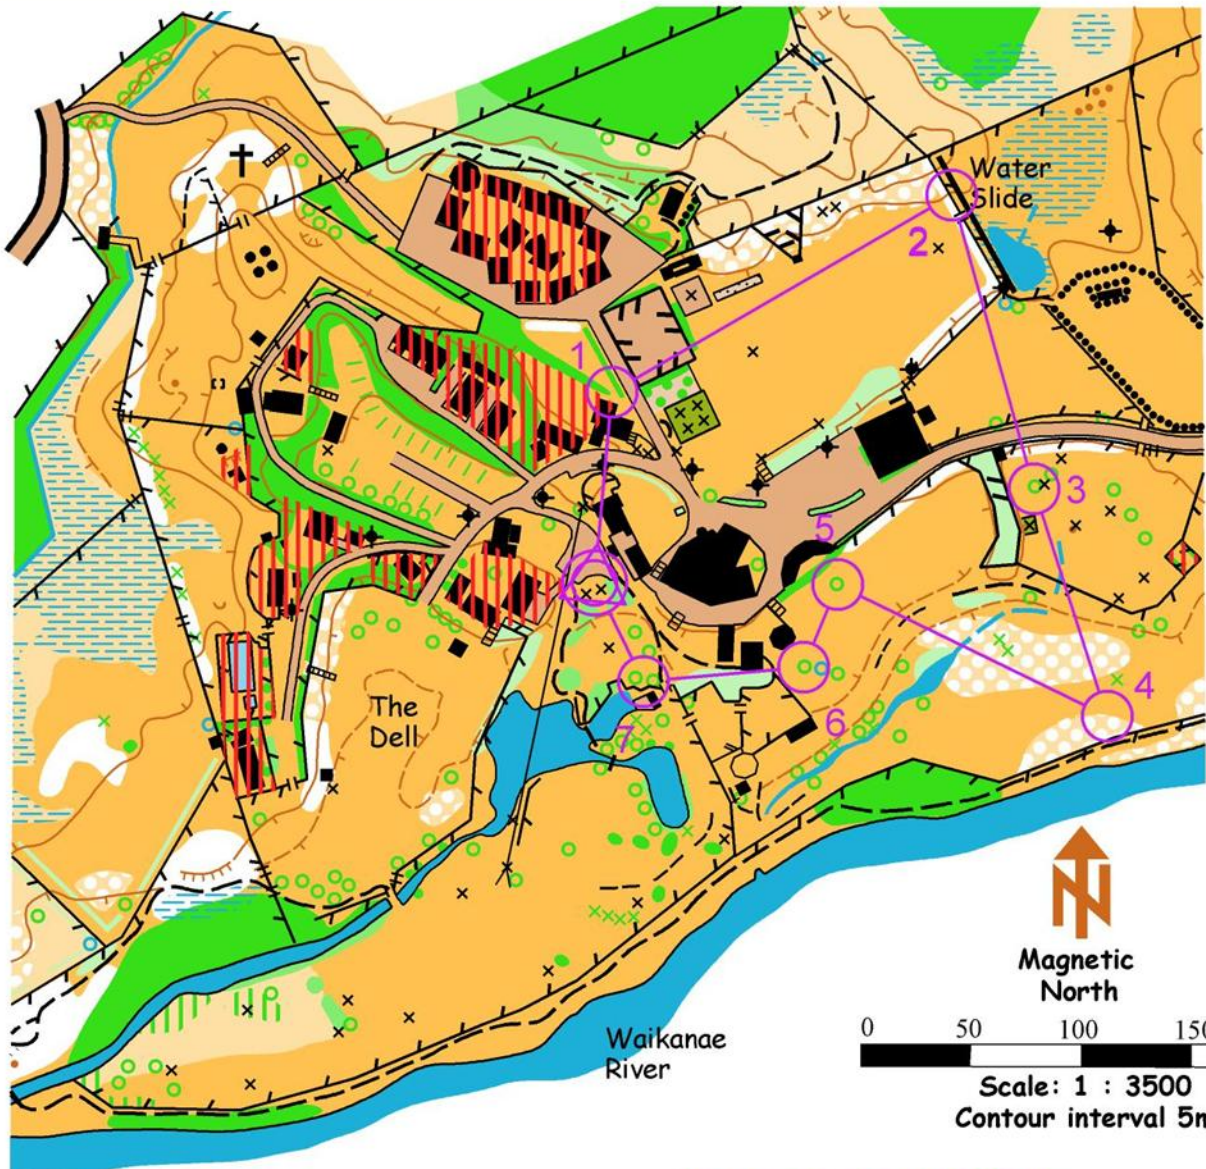 Water
Slide
2
1
3
5
4
The
Dell
6
7
N
Magnetic
North
0 50 100 150
Waikanae
River
Scale: 1 : 3500
Contour interval 5m